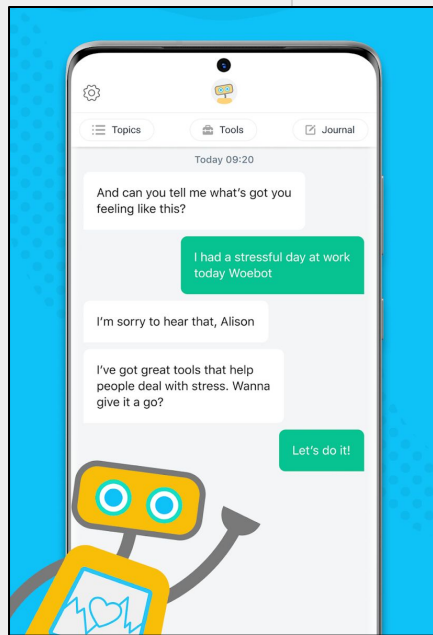 Topics Tools Journal
Today 09:20
And can you tell me what's got you
feeling like this?
I had a stressful day at work
today Woebot
I'm sorry to hear that, Alison
I've got great tools that help
people deal with stress. Wanna
give it a go?
Let's do it!